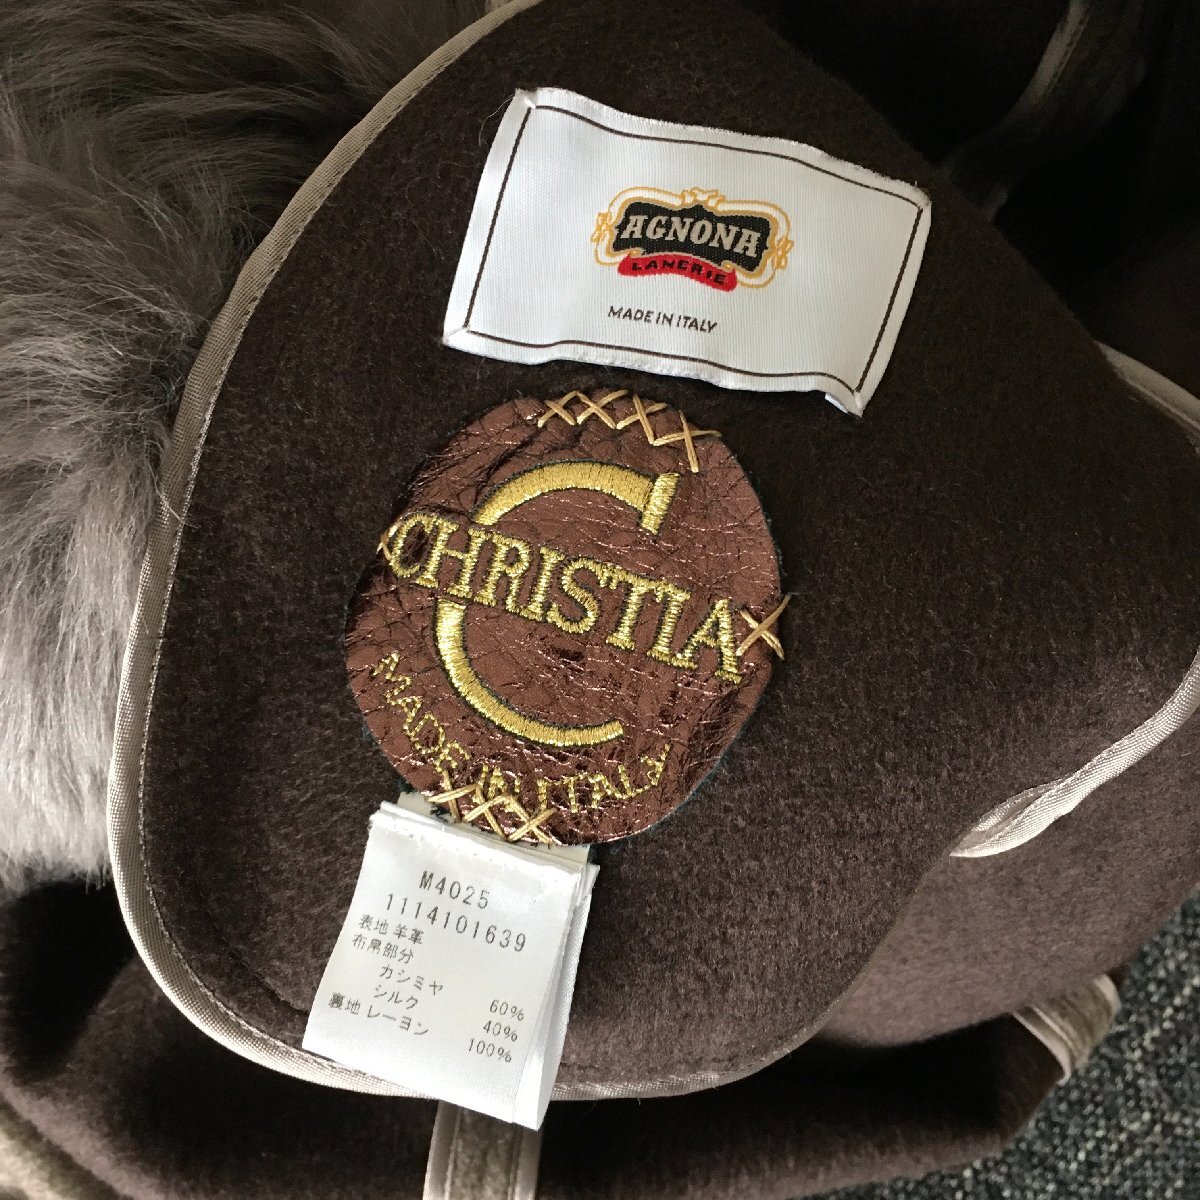 AGNONA
LANERIE
MADE IN ITALY
C
CHRISTIA
MADE IN ITALY
M4025
1114101639
表地 羊革
布帛部分
カシミヤ 60%
シルク 40%
裏地 レーヨン 100%